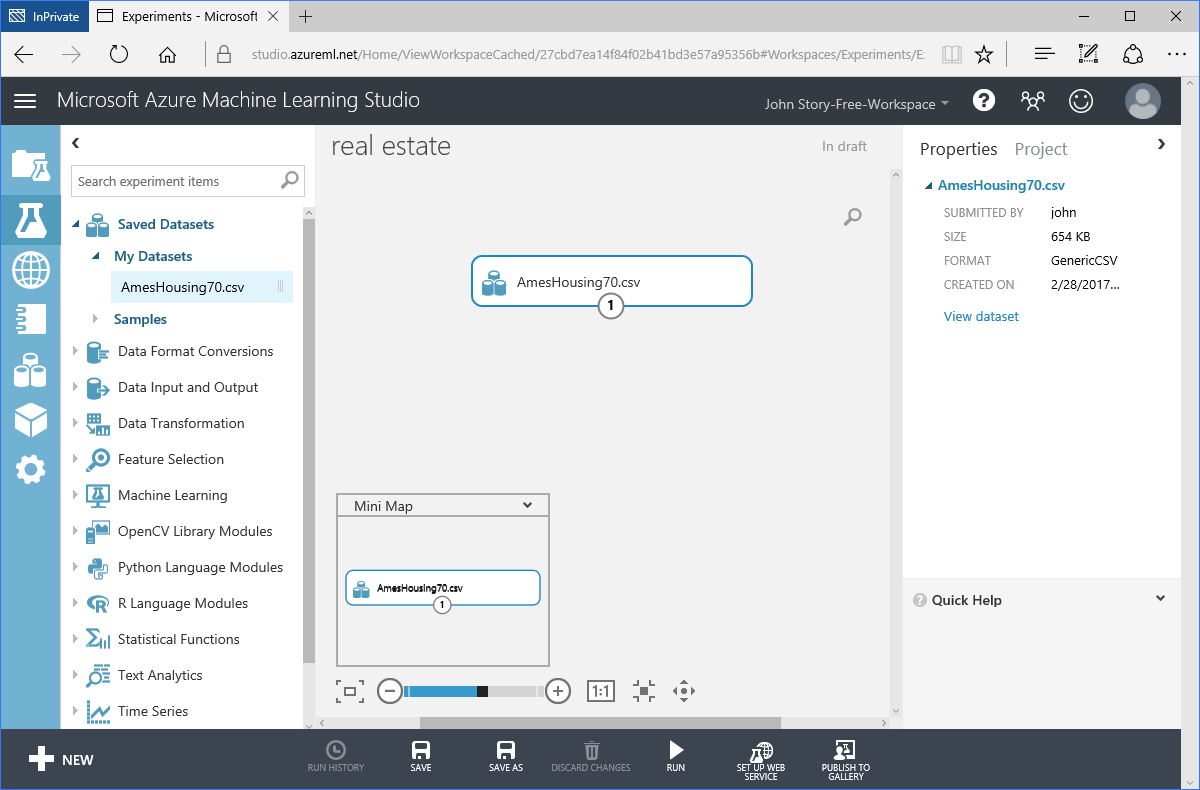 InPrivate
Experiments - Microsoft
studio.azureml.net/Home/ViewWorkspaceCached/27cbd7ea14f84f02b41bd3e57a95356b#Workspaces/Experiments/E
Microsoft Azure Machine Learning Studio
John Story-Free-Workspace
?
real estate
In draft
Properties Project
Search experiment items
Saved Datasets
My Datasets
AmesHousing70.csv
Samples
Data Format Conversions
Data Input and Output
Data Transformation
Feature Selection
Machine Learning
OpenCV Library Modules
Python Language Modules
R Language Modules
Statistical Functions
Text Analytics
Time Series
AmesHousing70.csv
1
Mini Map
AmesHousing70.csv
1
1:1
AmesHousing70.csv
SUBMITTED BY john
SIZE 654 KB
FORMAT GenericCSV
CREATED ON 2/28/2017...
View dataset
? Quick Help
NEW
RUN HISTORY
SAVE
SAVE AS
DISCARD CHANGES
RUN
SET UP WEB
SERVICE
PUBLISH TO
GALLERY